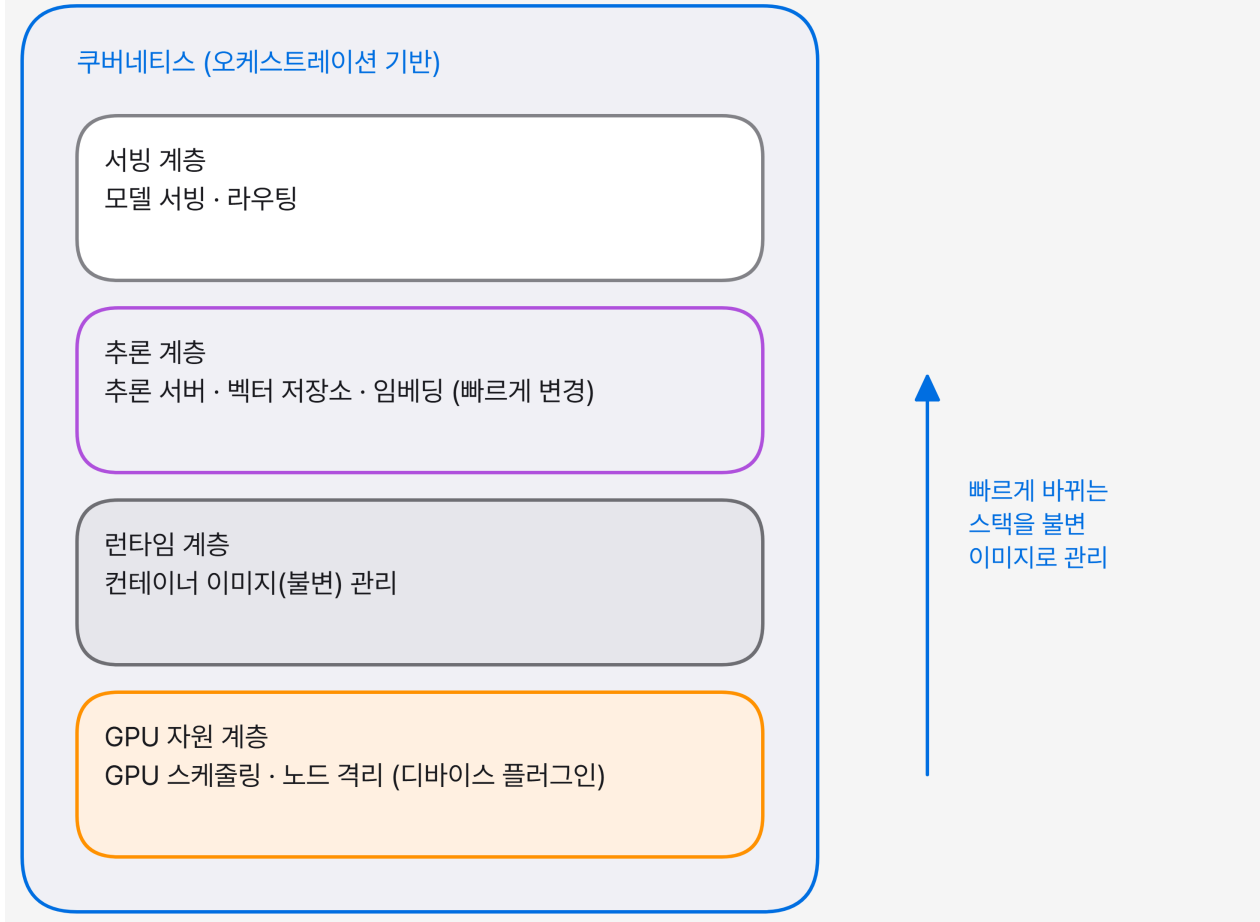 쿠버네티스 (오케스트레이션 기반)
서빙 계층
모델 서빙 · 라우팅
추론 계층
추론 서버 · 벡터 저장소 · 임베딩 (빠르게 변경)
런타임 계층
컨테이너 이미지(불변) 관리
GPU 자원 계층
GPU 스케줄링 · 노드 격리 (디바이스 플러그인)
빠르게 바뀌는
스택을 불변
이미지로 관리